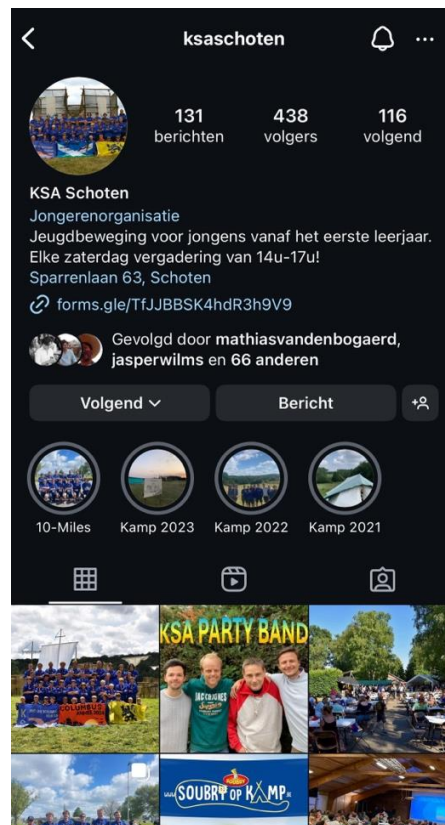 ksaschoten
131
berichten
438
volgers
116
volgend
KSA Schoten
Jongerenorganisatie
Jeugdbeweging voor jongens vanaf het eerste leerjaar.
Elke zaterdag vergadering van 14u-17u!
Sparrenlaan 63, Schoten
forms.gle/TfJJBBSK4hdR3h9V9
Gevolgd door mathiasvandenbogaerd,
jasperwilms en 66 anderen
Volgend
Bericht
10-Miles
Kamp 2023
Kamp 2022
Kamp 2021
KSA PARTY BAND
COLUMBUS
SOUBRY
SOUBRY OP KAMP